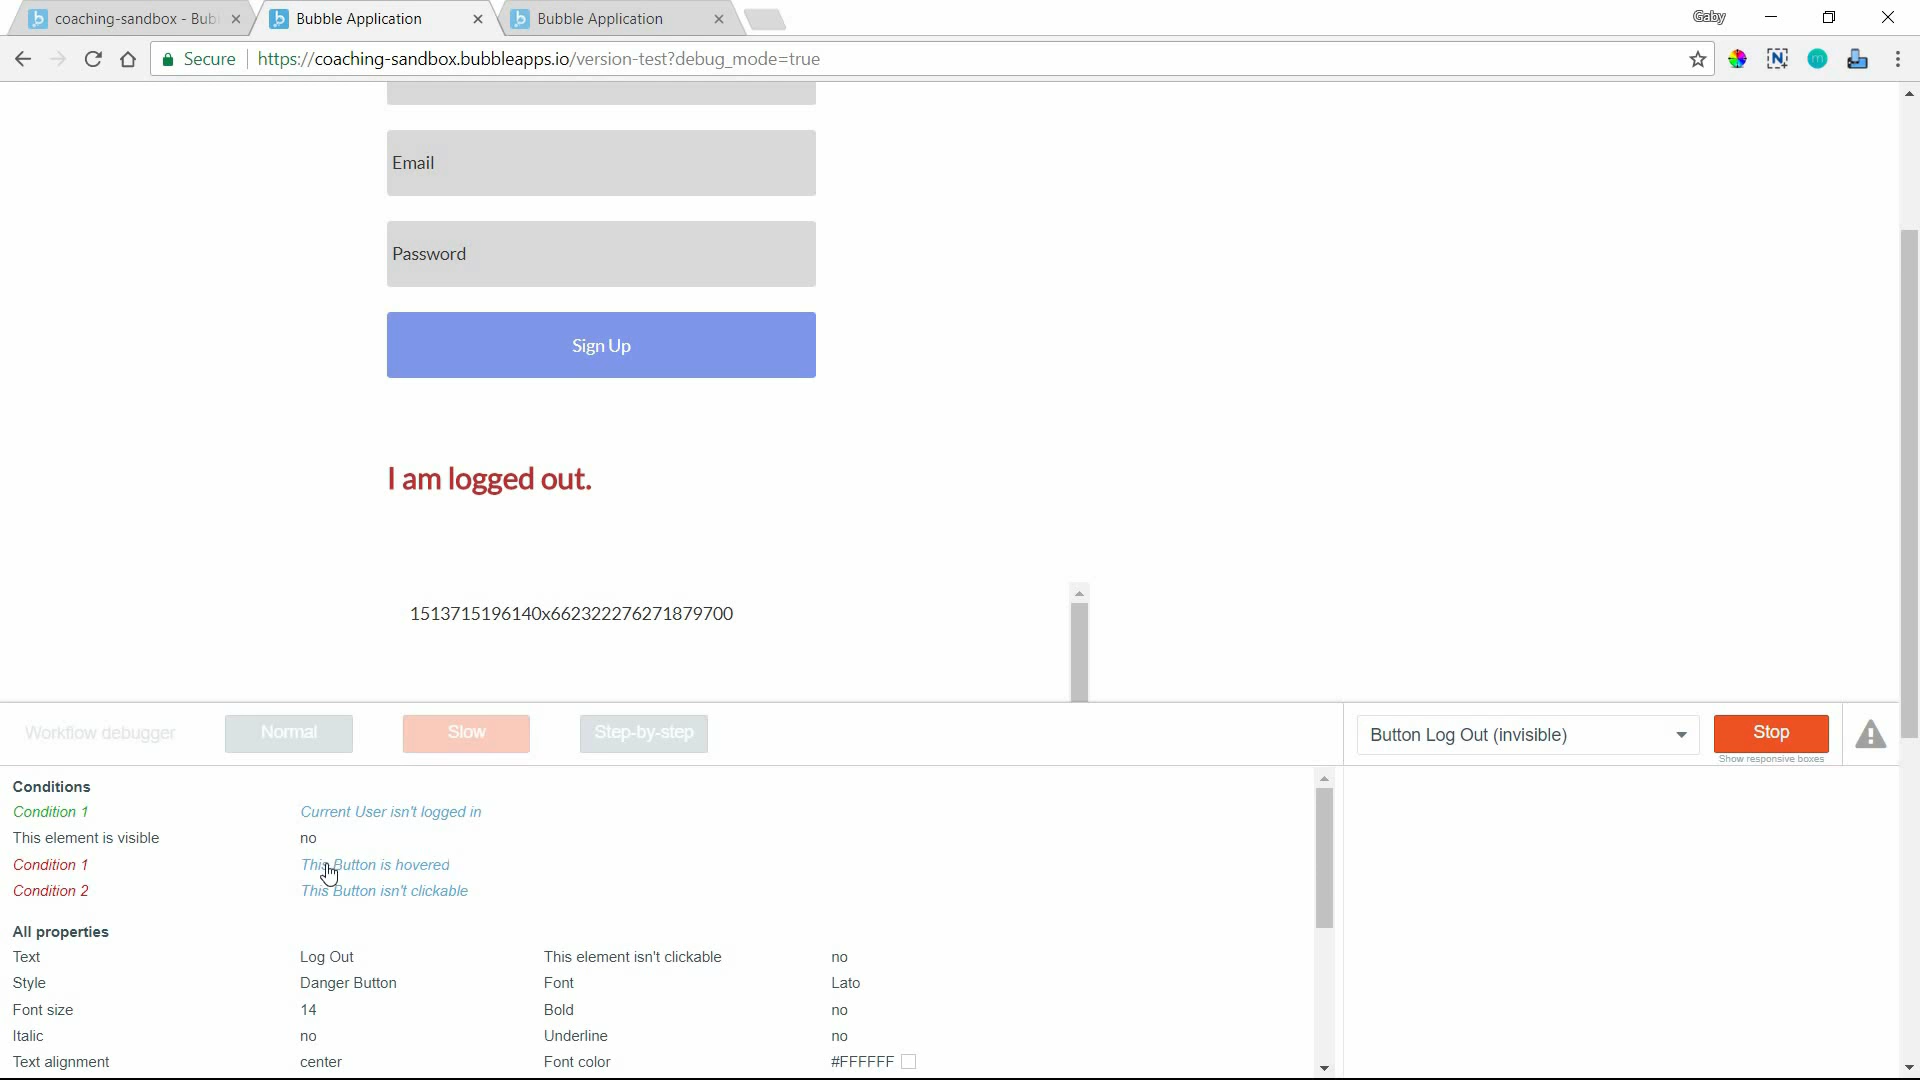 coaching-sandbox - Bub
Bubble Application
Bubble Application
Gaby
Secure
https://coaching-sandbox.bubbleapps.io/version-test?debug_mode=true
Email
Password
Sign Up
I am logged out.
1513715196140x662322276271879700
Workflow debugger
Normal
Slow
Step-by-step
Button Log Out (invisible)
Stop
Show responsive boxes
Conditions
Condition 1 Current User isn't logged in
This element is visible no
Condition 1 This Button is hovered
Condition 2 This Button isn't clickable
All properties
Text Log Out This element isn't clickable no
Style Danger Button Font Lato
Font size 14 Bold no
Italic no Underline no
Text alignment center Font color #FFFFFF